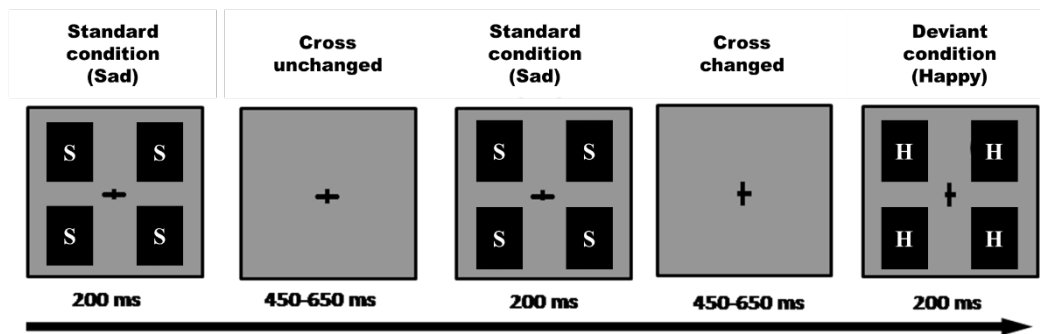 Standard
condition
(Sad)
Cross
unchanged
Standard
condition
(Sad)
Cross
changed
Deviant
condition
(Happy)
S S S S H H
S S S S H H
200 ms 450-650 ms 200 ms 450-650 ms 200 ms